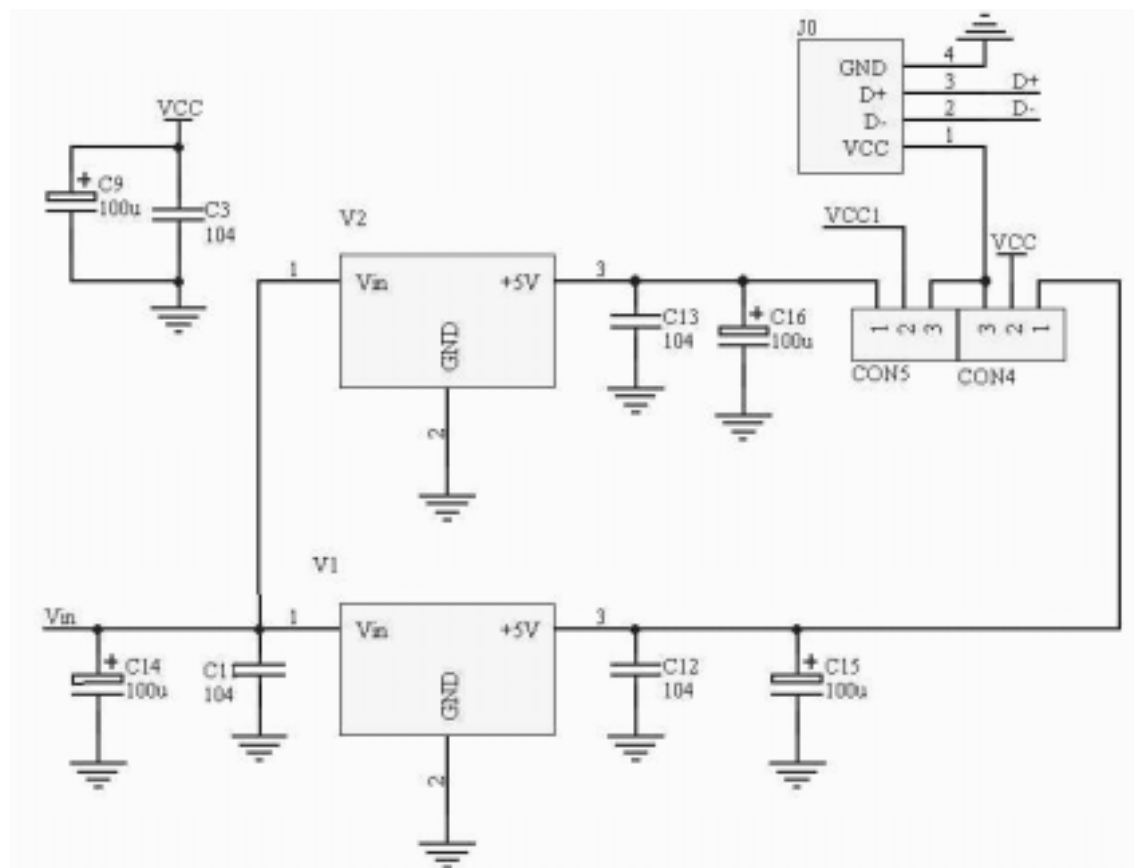 J0
GND 4
D+ 3 D+
D- 2 D-
VCC 1
VCC
C9
100u
C3
104
V2
1 Vin +5V 3
GND
2
C13
104
C16
100u
VCC1
VCC
1 2 3 3 2 1
CON5 CON4
V1
Vin
1 Vin +5V 3
GND
2
C14
100u
C1
104
C12
104
C15
100u